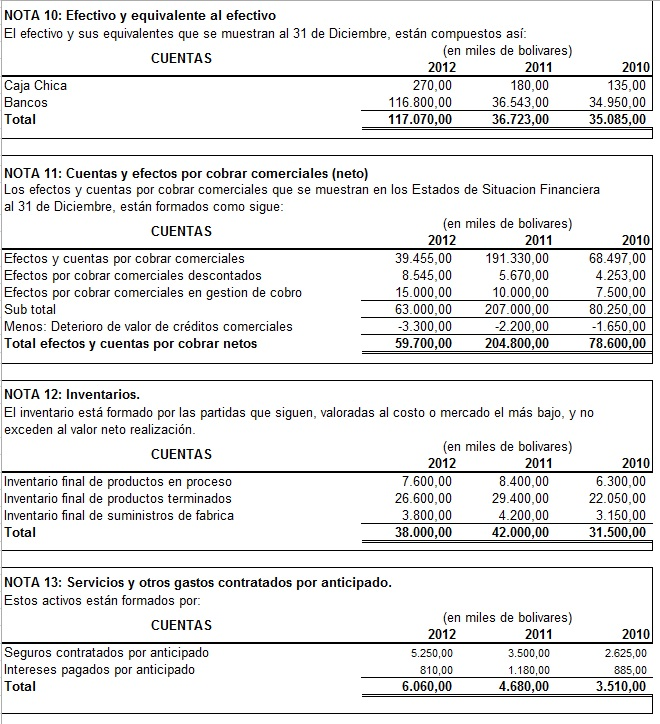 NOTA 10: Efectivo y equivalente al efectivo
El efectivo y sus equivalentes que se muestran al 31 de Diciembre, están compuestos así:
CUENTAS (en miles de bolivares)
2012 2011 2010
Caja Chica 270,00 180,00 135,00
Bancos 116.800,00 36.543,00 34.950,00
Total 117.070,00 36.723,00 35.085,00
NOTA 11: Cuentas y efectos por cobrar comerciales (neto)
Los efectos y cuentas por cobrar comerciales que se muestran en los Estados de Situacion Financiera
al 31 de Diciembre, están formados como sigue:
CUENTAS (en miles de bolivares)
2012 2011 2010
Efectos y cuentas por cobrar comerciales 39.455,00 191.330,00 68.497,00
Efectos por cobrar comerciales descontados 8.545,00 5.670,00 4.253,00
Efectos por cobrar comerciales en gestion de cobro 15.000,00 10.000,00 7.500,00
Sub total 63.000,00 207.000,00 80.250,00
Menos: Deterioro de valor de créditos comerciales -3.300,00 -2.200,00 -1.650,00
Total efectos y cuentas por cobrar netos 59.700,00 204.800,00 78.600,00
NOTA 12: Inventarios.
El inventario está formado por las partidas que siguen, valoradas al costo o mercado el más bajo, y no
exceden al valor neto realización.
CUENTAS (en miles de bolivares)
2012 2011 2010
Inventario final de productos en proceso 7.600,00 8.400,00 6.300,00
Inventario final de productos terminados 26.600,00 29.400,00 22.050,00
Inventario final de suministros de fabrica 3.800,00 4.200,00 3.150,00
Total 38.000,00 42.000,00 31.500,00
NOTA 13: Servicios y otros gastos contratados por anticipado.
Estos activos están formados por:
CUENTAS (en miles de bolivares)
2012 2011 2010
Seguros contratados por anticipado 5.250,00 3.500,00 2.625,00
Intereses pagados por anticipado 810,00 1.180,00 885,00
Total 6.060,00 4.680,00 3.510,00